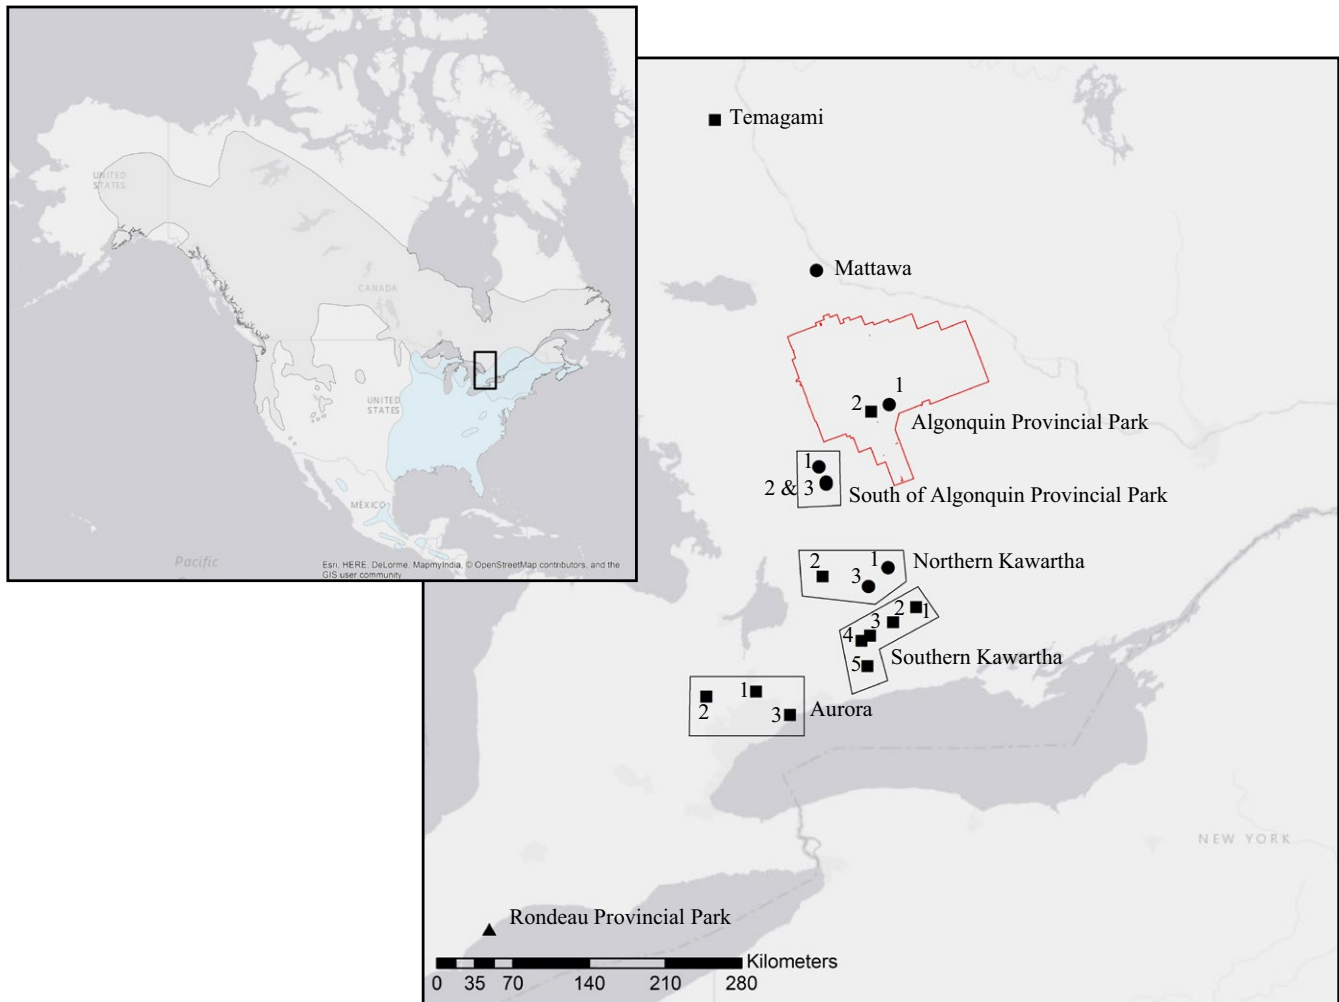 UNITED
STATES
CANADA
UNITED
STATES
MÉXICO
Pacific
Esri, HERE, DeLorme, MapmyIndia, © OpenStreetMap contributors, and the
GIS user community
Temagami
Mattawa
1
2
Algonquin Provincial Park
1
2 & 3
South of Algonquin Provincial Park
2
1
3
Northern Kawartha
2
1
3
4
5
Southern Kawartha
1
2
3
Aurora
NEW YORK
Rondeau Provincial Park
Kilometers
0 35 70 140 210 280